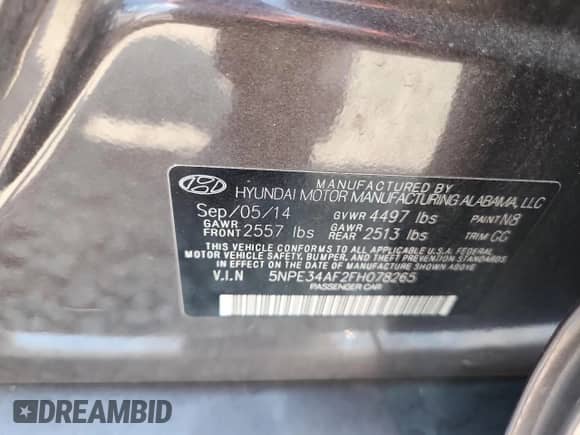 MANUFACTURED BY
HYUNDAI MOTOR MANUFACTURING ALABAMA, LLC
Sep/05/14 GVWR 4497 lbs PAINT N8
GAWR FRONT 2557 lbs GAWR REAR 2513 lbs TRIM GG
THIS VEHICLE CONFORMS TO ALL APPLICABLE U.S.A. FEDERAL
MOTOR VEHICLE SAFETY, BUMPER, AND THEFT PREVENTION STANDARDS
IN EFFECT ON THE DATE OF MANUFACTURE SHOWN ABOVE.
V.I.N 5NPE34AF2FH078265
PASSENGER CAR
DREAMBID